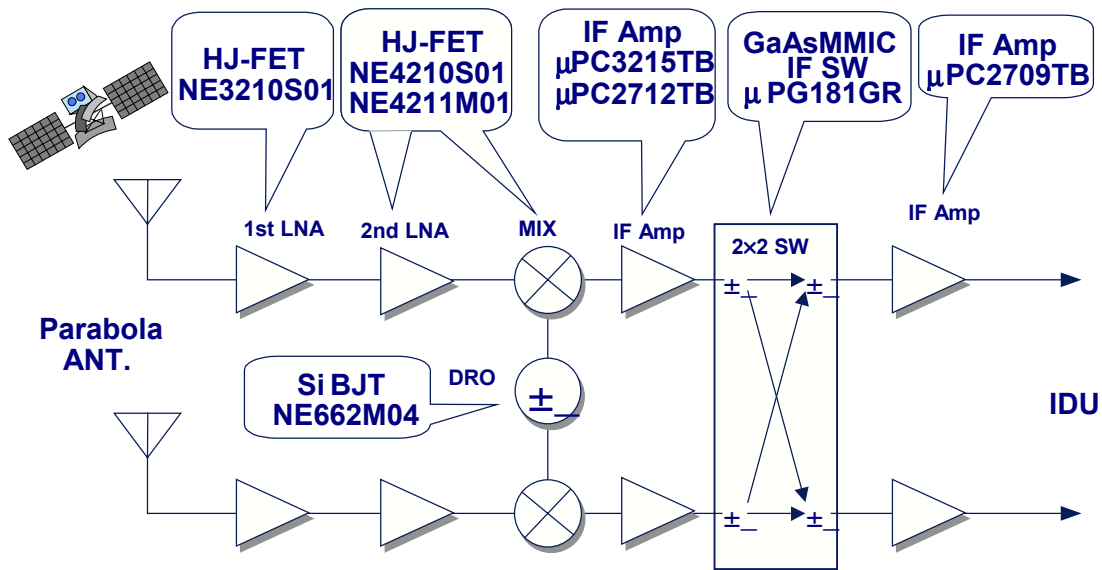 HJ-FET
NE3210S01
HJ-FET
NE4210S01
NE4211M01
IF Amp
µPC3215TB
µPC2712TB
GaAsMMIC
IF SW
µ PG181GR
IF Amp
µPC2709TB
1st LNA
2nd LNA
MIX
IF Amp
IF Amp
2×2 SW
±_
±_
Parabola
ANT.
Si BJT
NE662M04
DRO
±_
IDU
±_
±_